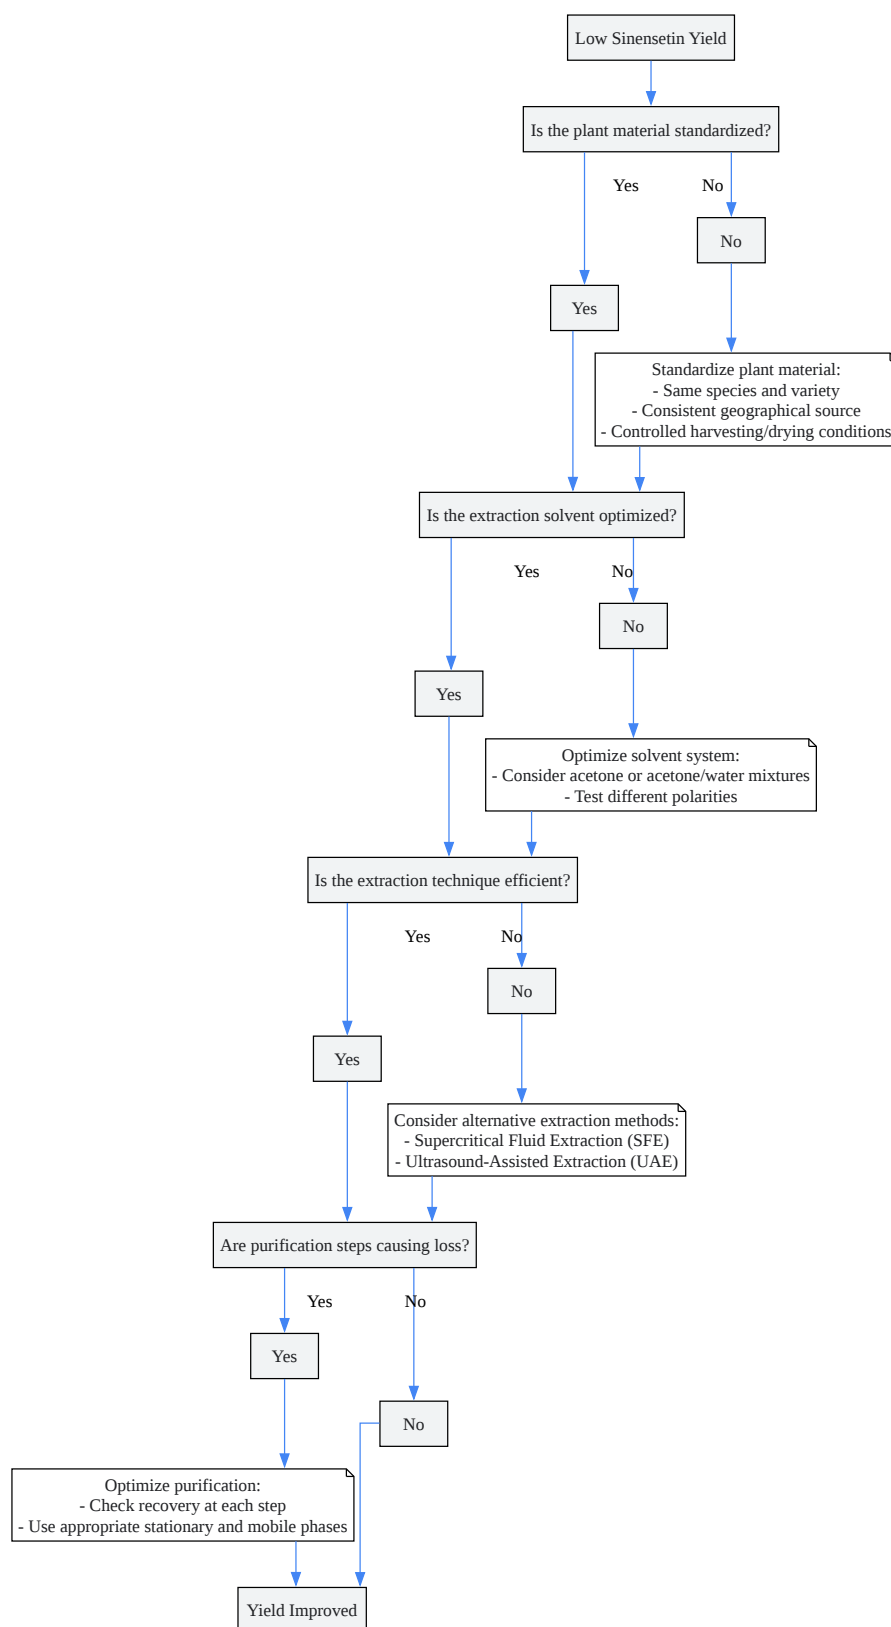 Low Sinensetin Yield
Is the plant material standardized?
Yes
No
No
Yes
Standardize plant material:
- Same species and variety
- Consistent geographical source
- Controlled harvesting/drying conditions
Is the extraction solvent optimized?
Yes
No
No
Yes
Optimize solvent system:
- Consider acetone or acetone/water mixtures
- Test different polarities
Is the extraction technique efficient?
Yes
No
No
Yes
Consider alternative extraction methods:
- Supercritical Fluid Extraction (SFE)
- Ultrasound-Assisted Extraction (UAE)
Are purification steps causing loss?
Yes
No
Yes
No
Optimize purification:
- Check recovery at each step
- Use appropriate stationary and mobile phases
Yield Improved